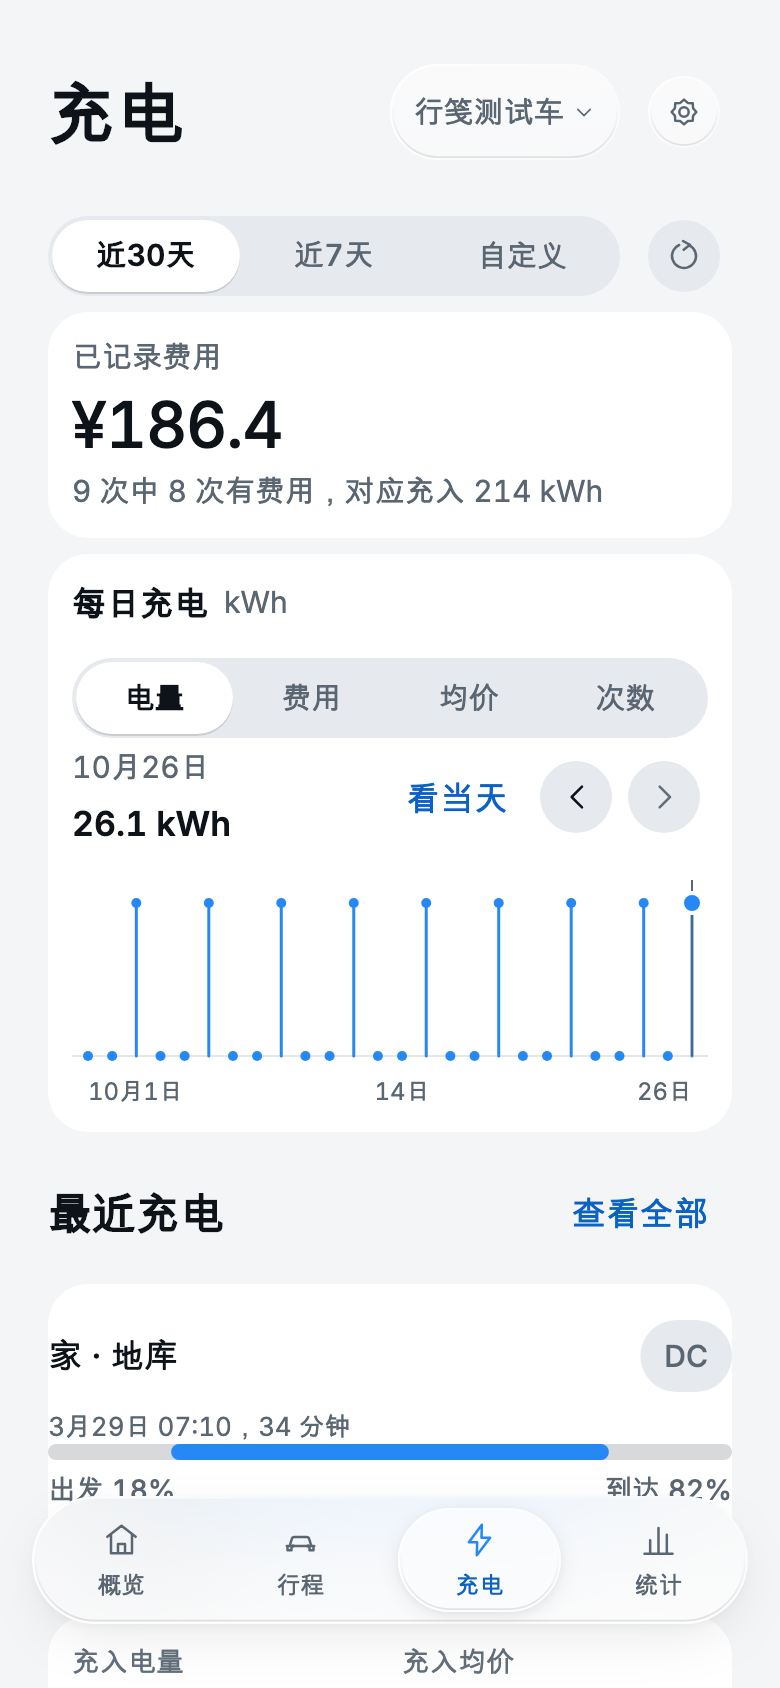 充电
行笺测试车
近30天
近7天
自定义
已记录费用
¥186.4
9 次中 8 次有费用，对应充入 214 kWh
每日充电 kWh
电量
费用
均价
次数
10月26日
26.1 kWh
看当天
10月1日
14日
26日
最近充电
查看全部
家 · 地库
DC
3月29日 07:10，34 分钟
出发 18%
到达 82%
概览
行程
充电
统计
充入电量
充入均价